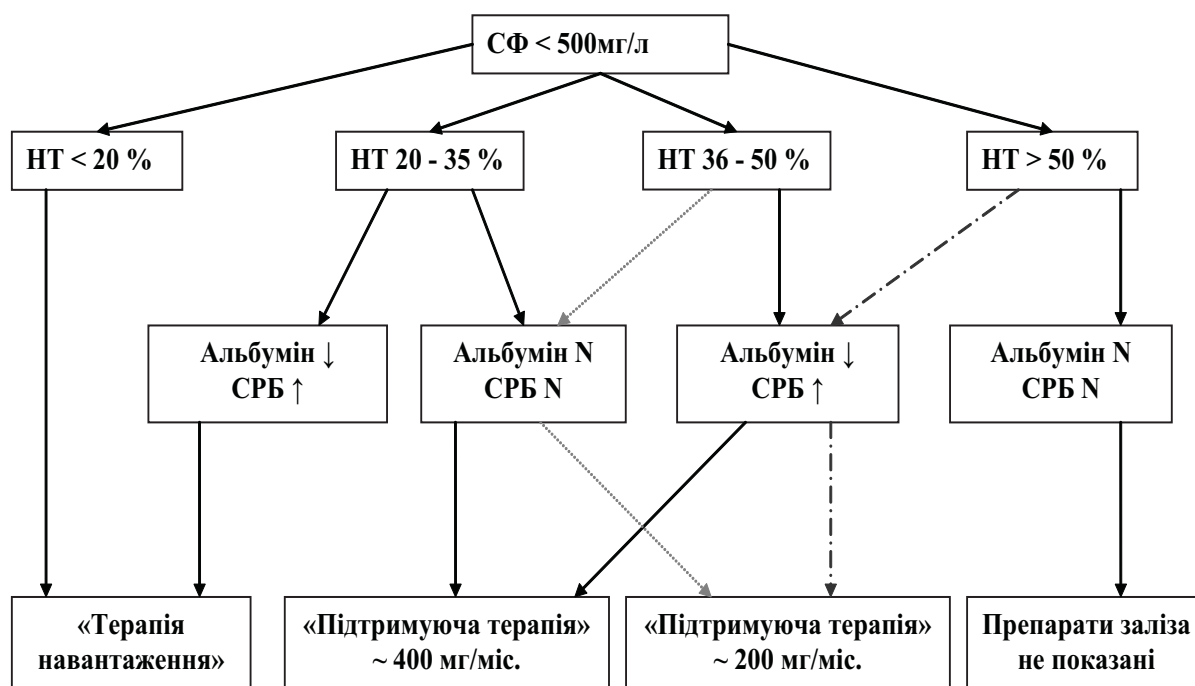 СФ < 500мг/л
НТ < 20 %
НТ 20 - 35 %
НТ 36 - 50 %
НТ > 50 %
Альбумін ↓
СРБ ↑
Альбумін N
СРБ N
Альбумін ↓
СРБ ↑
Альбумін N
СРБ N
«Терапія
навантаження»
«Підтримуюча терапія»
~ 400 мг/міс.
«Підтримуюча терапія»
~ 200 мг/міс.
Препарати заліза
не показані